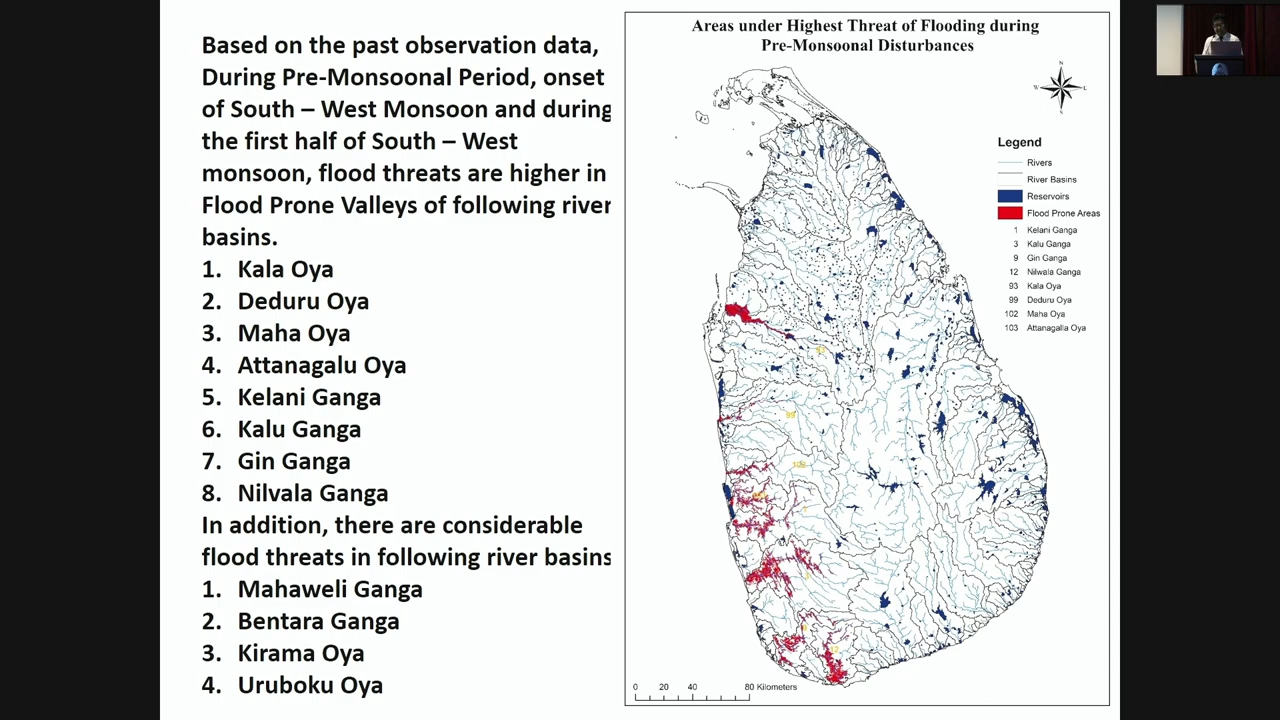 Based on the past observation data,
During Pre-Monsoonal Period, onset
of South – West Monsoon and during
the first half of South – West
monsoon, flood threats are higher in
Flood Prone Valleys of following river
basins.
1. Kala Oya
2. Deduru Oya
3. Maha Oya
4. Attanagalu Oya
5. Kelani Ganga
6. Kalu Ganga
7. Gin Ganga
8. Nilvala Ganga
In addition, there are considerable
flood threats in following river basins
1. Mahaweli Ganga
2. Bentara Ganga
3. Kirama Oya
4. Uruboku Oya
Areas under Highest Threat of Flooding during
Pre-Monsoonal Disturbances
N
W
S
Legend
Rivers
River Basins
Reservoirs
Flood Prone Areas
1 Kelani Ganga
3 Kalu Ganga
9 Gin Ganga
12 Nilwala Ganga
93 Kala Oya
99 Deduru Oya
102 Maha Oya
103 Attanagalla Oya
93
99
102
12
0 20 40 80 Kilometers